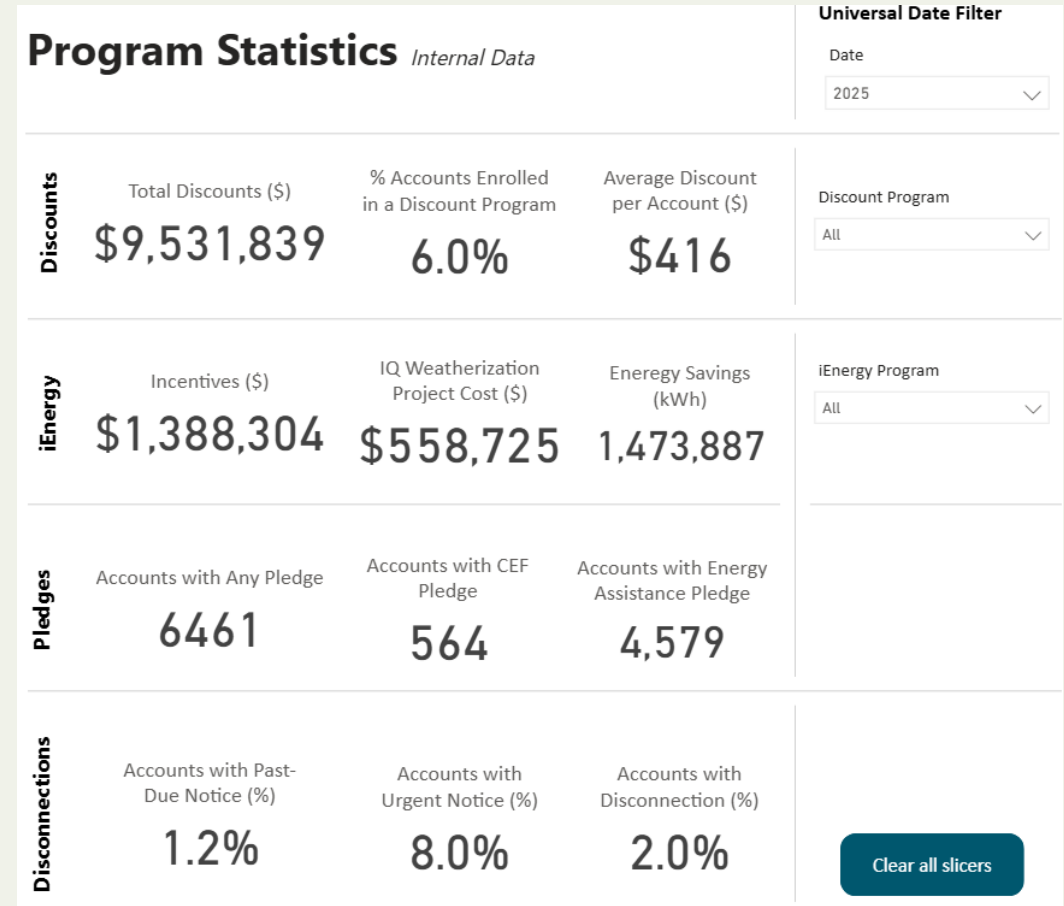 Program Statistics Internal Data
Universal Date Filter
Date
2025
Discounts
Total Discounts ($)
$9,531,839
% Accounts Enrolled
in a Discount Program
6.0%
Average Discount
per Account ($)
$416
Discount Program
All
iEnergy
Incentives ($)
$1,388,304
IQ Weatherization
Project Cost ($)
$558,725
Eneregy Savings
(kWh)
1,473,887
iEnergy Program
All
Pledges
Accounts with Any Pledge
6461
Accounts with CEF
Pledge
564
Accounts with Energy
Assistance Pledge
4,579
Disconnections
Accounts with Past-
Due Notice (%)
1.2%
Accounts with
Urgent Notice (%)
8.0%
Accounts with
Disconnection (%)
2.0%
Clear all slicers